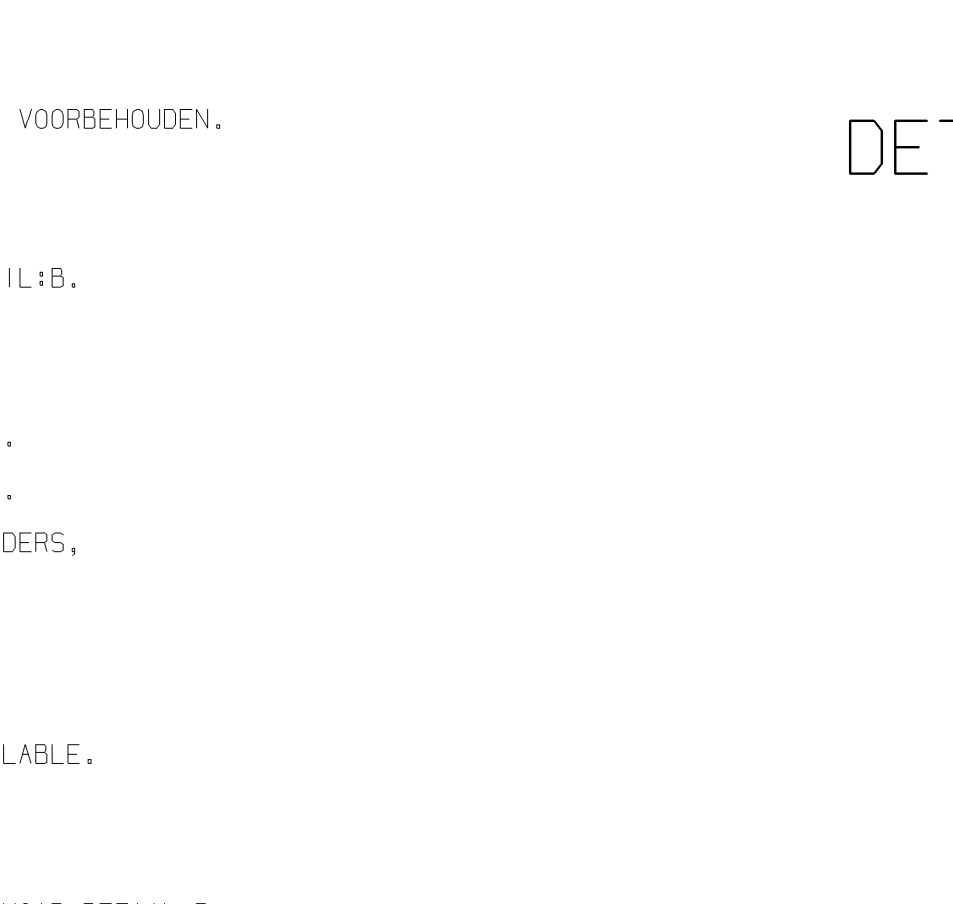 VOORBEHOUDEN.
DE
IL:B.
.
.
DERS,
LABLE.